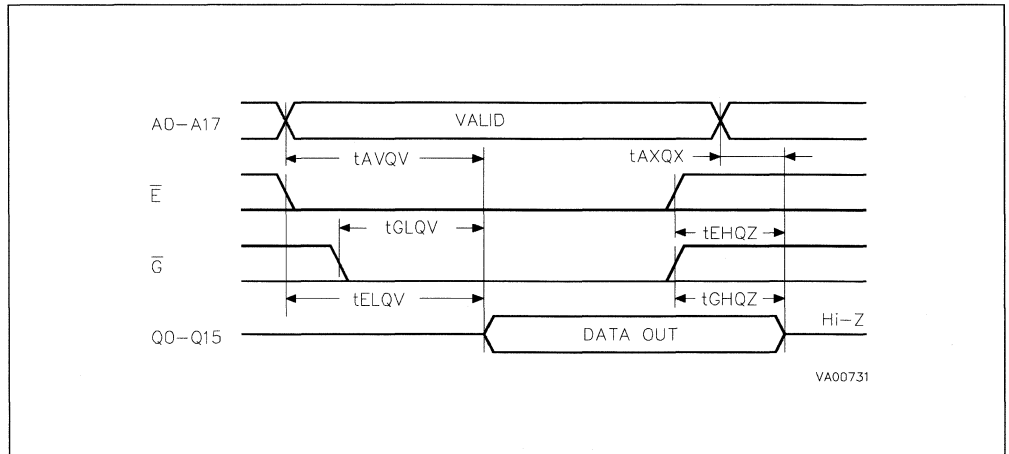 A0-A17
VALID
tAVQV
tAXQX
E̅
tGLQV
tEHQZ
G̅
tELQV
tGHQZ
Q0-Q15
DATA OUT
Hi-Z
VA00731